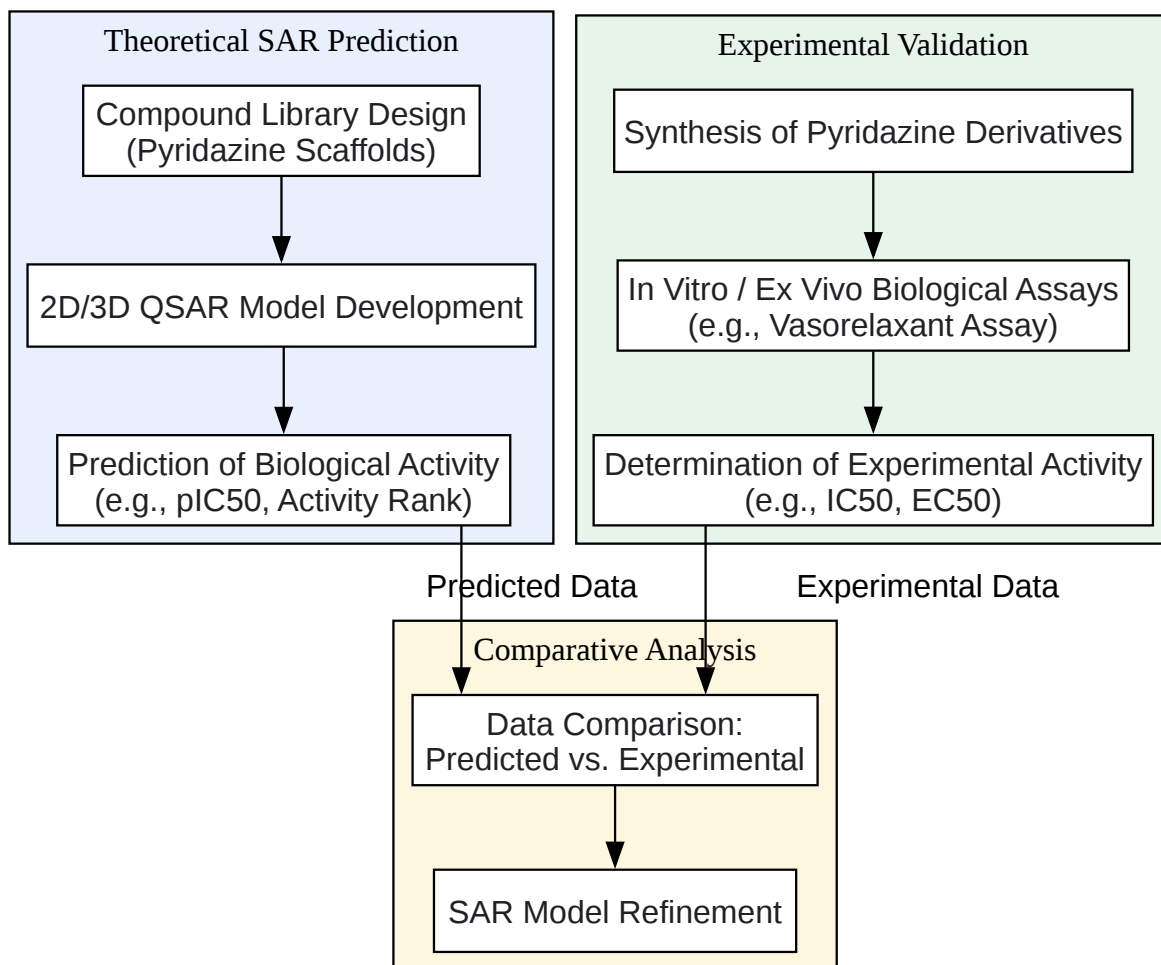 Theoretical SAR Prediction
Compound Library Design
(Pyridazine Scaffolds)
2D/3D QSAR Model Development
Prediction of Biological Activity
(e.g., pIC50, Activity Rank)
Experimental Validation
Synthesis of Pyridazine Derivatives
In Vitro / Ex Vivo Biological Assays
(e.g., Vasorelaxant Assay)
Determination of Experimental Activity
(e.g., IC50, EC50)
Predicted Data
Experimental Data
Comparative Analysis
Data Comparison:
Predicted vs. Experimental
SAR Model Refinement